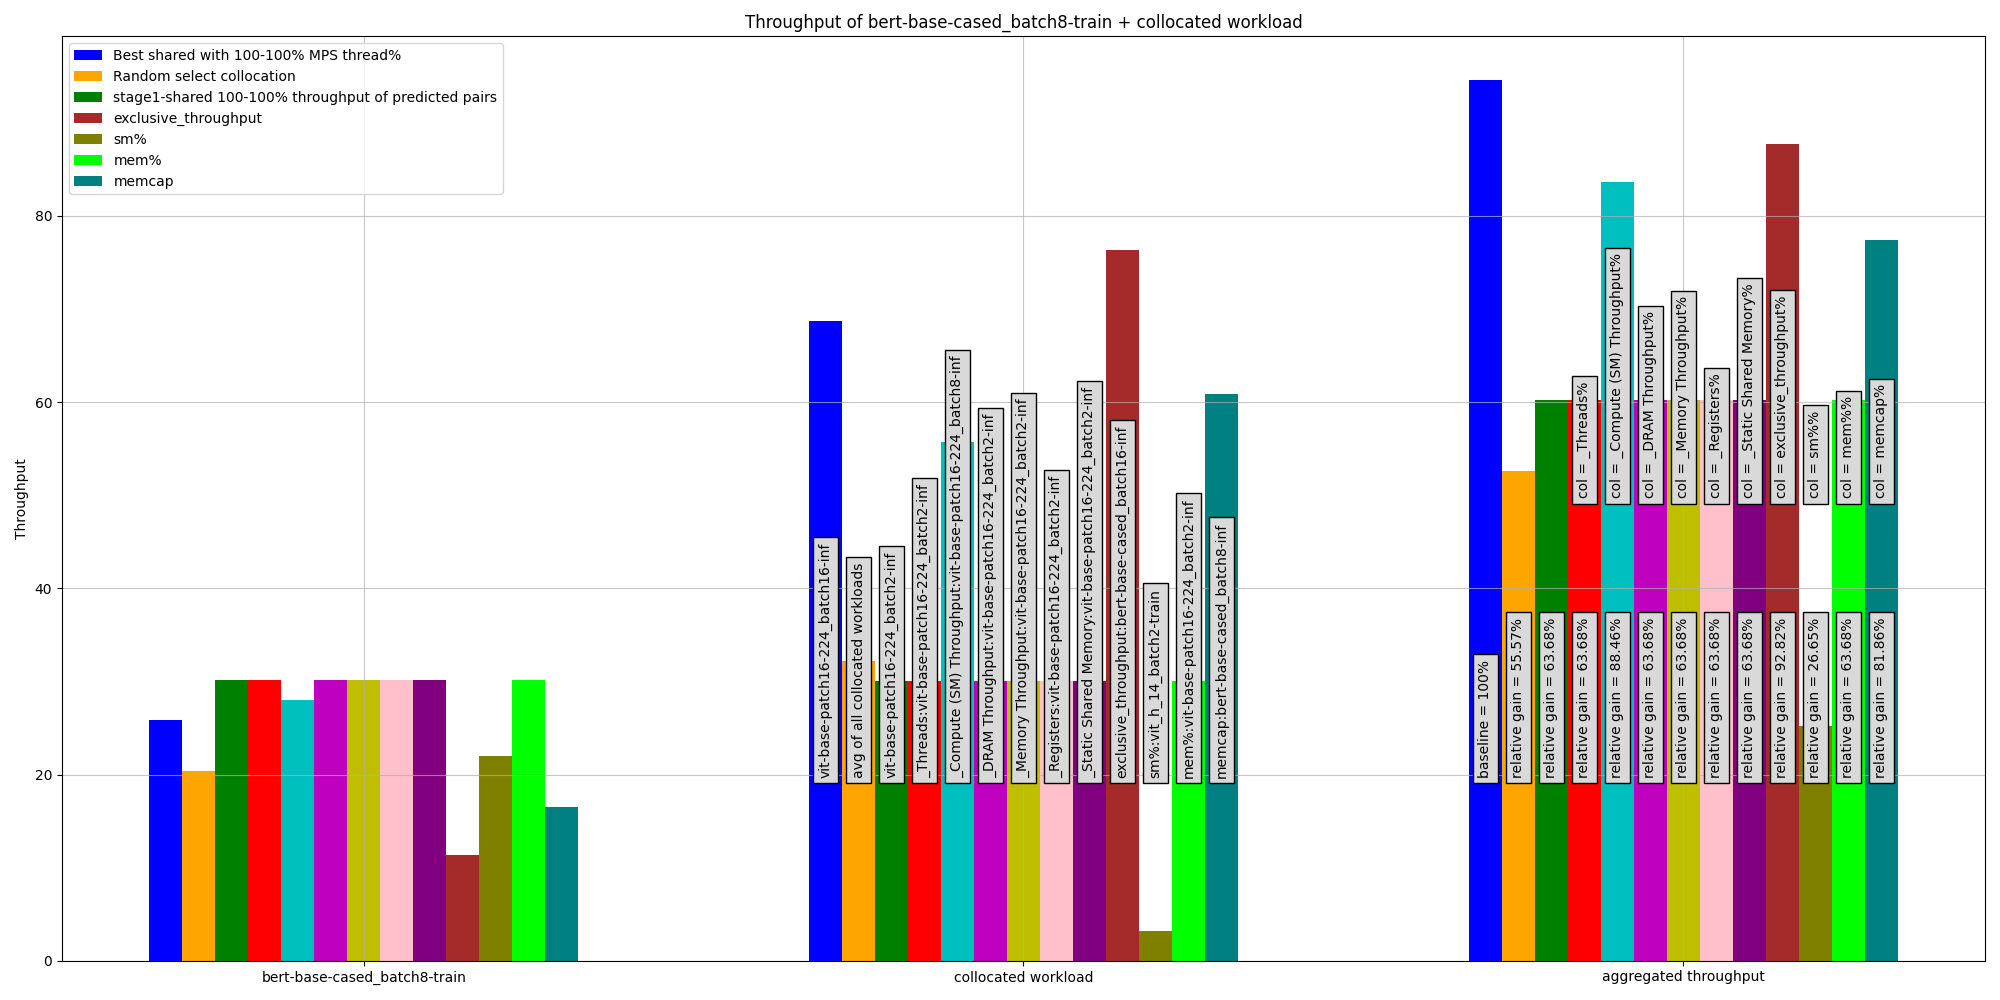 Throughput of bert-base-cased_batch8-train + collocated workload
Best shared with 100-100% MPS thread%
Random select collocation
stage1-shared 100-100% throughput of predicted pairs
exclusive_throughput
sm%
mem%
memcap
Throughput
80
60
40
20
0
vit-base-patch16-224_batch16-inf
avg of all collocated workloads
vit-base-patch16-224_batch2-inf
_Threads:vit-base-patch16-224_batch2-inf
_Compute (SM) Throughput:vit-base-patch16-224_batch8-inf
_DRAM Throughput:vit-base-patch16-224_batch2-inf
_Memory Throughput:vit-base-patch16-224_batch2-inf
_Registers:vit-base-patch16-224_batch2-inf
_Static Shared Memory:vit-base-patch16-224_batch2-inf
exclusive_throughput:bert-base-cased_batch16-inf
sm%:vit_h_14_batch2-train
mem%:vit-base-patch16-224_batch2-inf
memcap:bert-base-cased_batch8-inf
col = _Threads%
col = _Compute (SM) Throughput%
col = _DRAM Throughput%
col = _Memory Throughput%
col = _Registers%
col = _Static Shared Memory%
col = exclusive_throughput%
col = sm%%
col = mem%%
col = memcap%
baseline = 100%
relative gain = 55.57%
relative gain = 63.68%
relative gain = 63.68%
relative gain = 88.46%
relative gain = 63.68%
relative gain = 63.68%
relative gain = 63.68%
relative gain = 63.68%
relative gain = 92.82%
relative gain = 26.65%
relative gain = 63.68%
relative gain = 81.86%
bert-base-cased_batch8-train
collocated workload
aggregated throughput